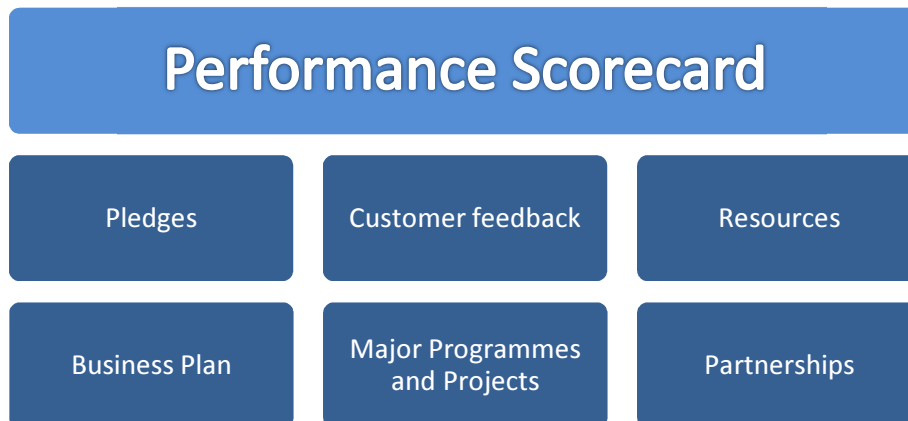 Performance Scorecard
Pledges
Customer feedback
Resources
Business Plan
Major Programmes
and Projects
Partnerships